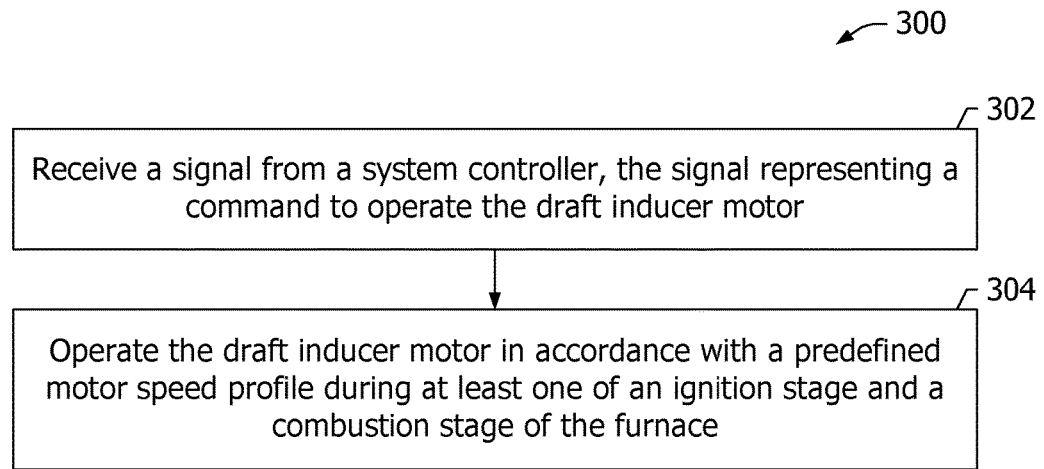 300
302
Receive a signal from a system controller, the signal representing a
command to operate the draft inducer motor
304
Operate the draft inducer motor in accordance with a predefined
motor speed profile during at least one of an ignition stage and a
combustion stage of the furnace